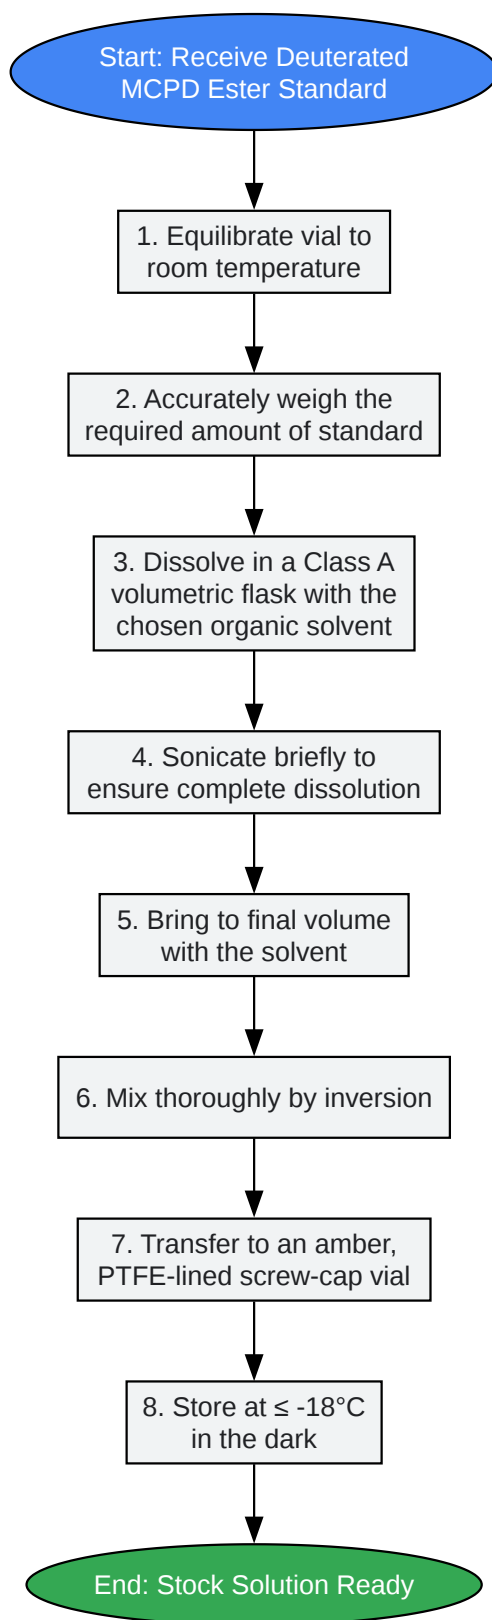 Start: Receive Deuterated
MCPD Ester Standard
1. Equilibrate vial to
room temperature
2. Accurately weigh the
required amount of standard
3. Dissolve in a Class A
volumetric flask with the
chosen organic solvent
4. Sonicate briefly to
ensure complete dissolution
5. Bring to final volume
with the solvent
6. Mix thoroughly by inversion
7. Transfer to an amber,
PTFE-lined screw-cap vial
8. Store at ≤ -18°C
in the dark
End: Stock Solution Ready